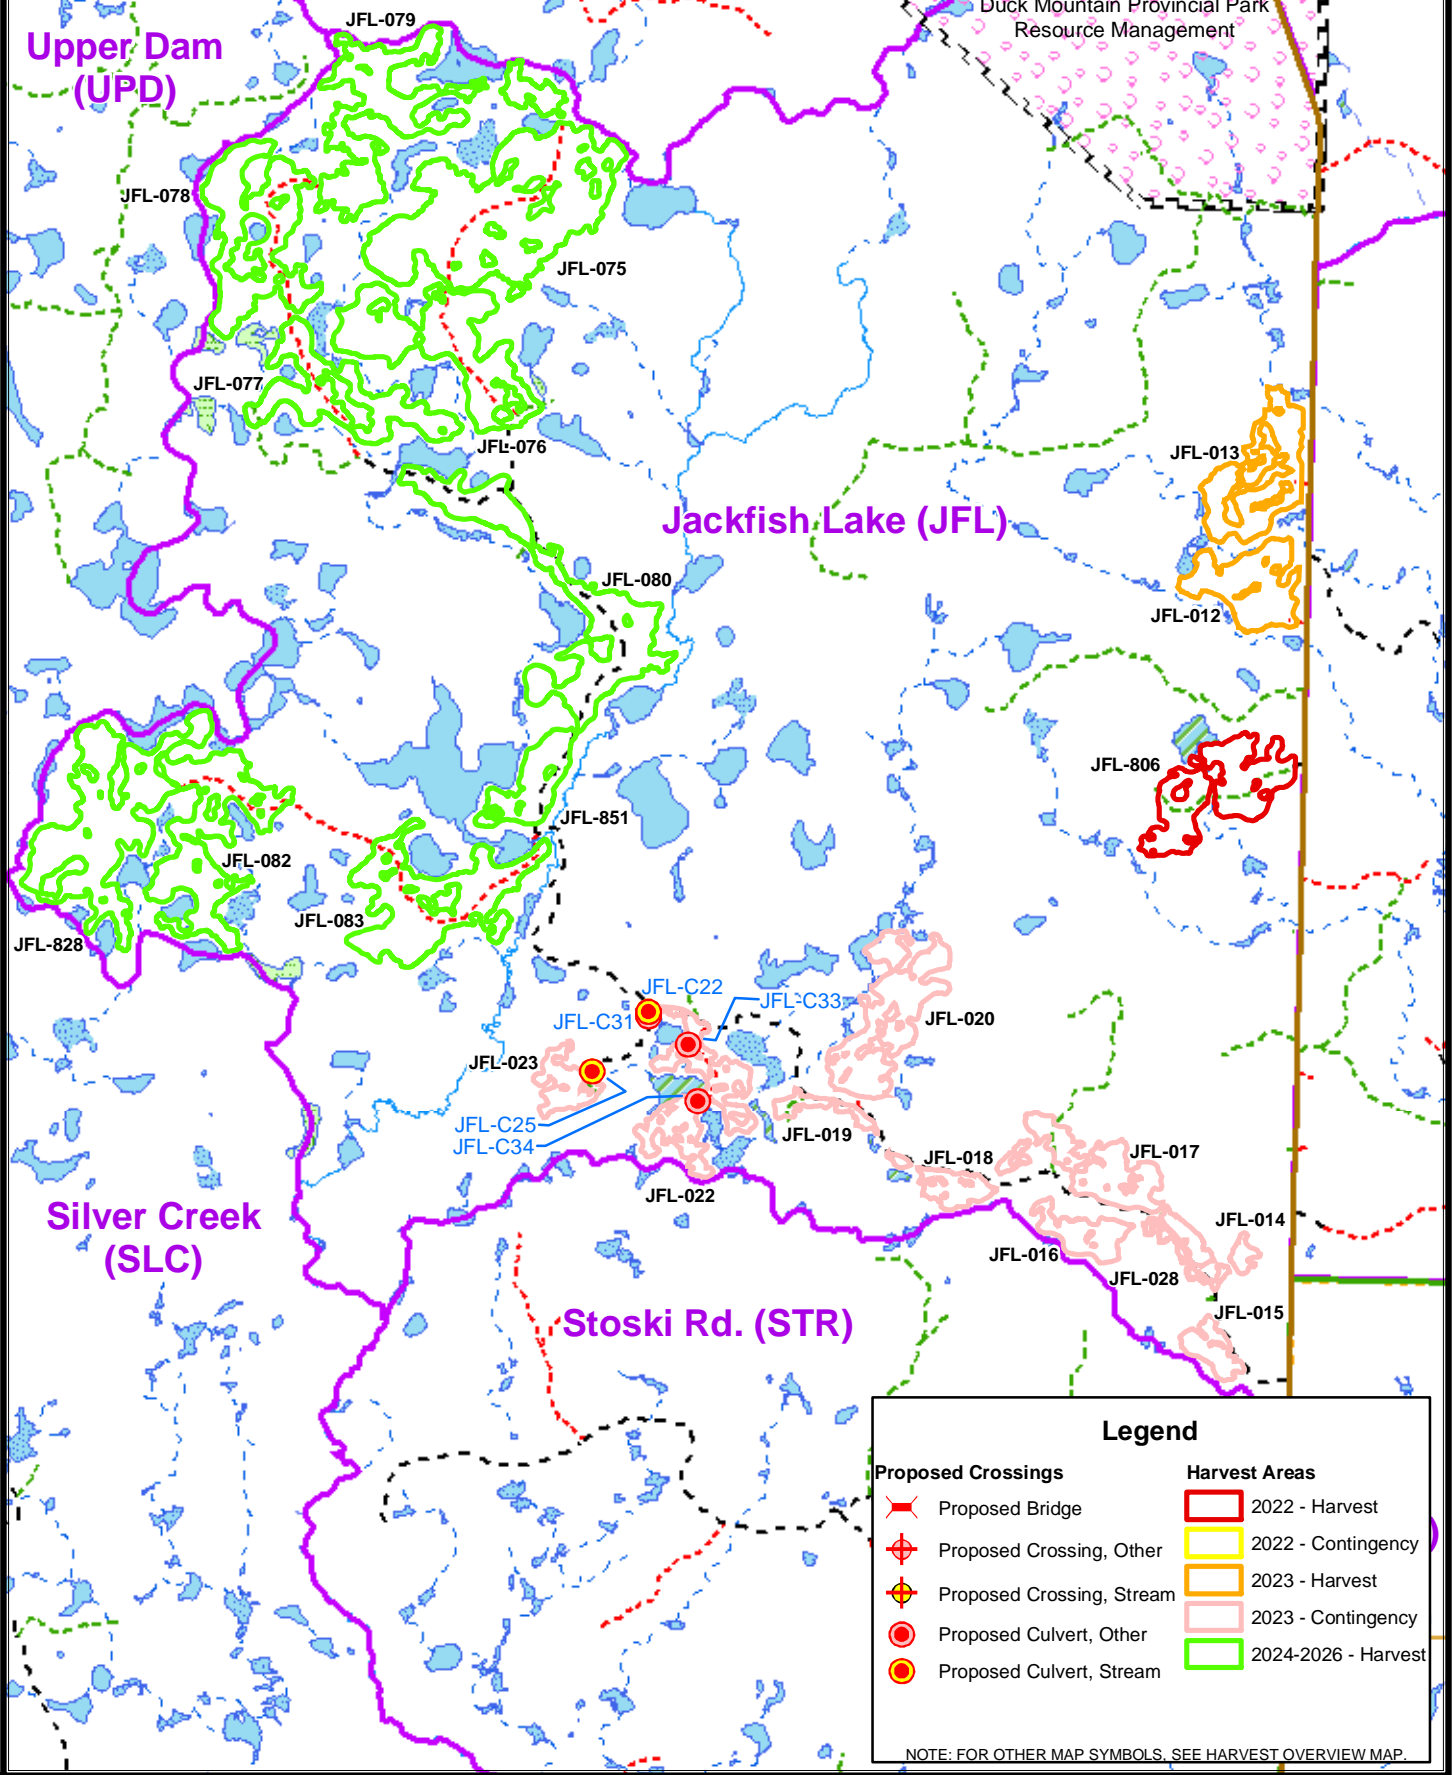 Duck Mountain Provincial Park
Resource Management
JFL-079
Upper Dam
(UPD)
JFL-078
JFL-075
JFL-077
JFL-076
JFL-013
Jackfish Lake (JFL)
JFL-080
JFL-012
JFL-806
JFL-851
JFL-082
JFL-083
JFL-828
JFL-C22
JFL-C33
JFL-C31
JFL-020
JFL-023
JFL-C25
JFL-C34
JFL-019
JFL-018
JFL-017
JFL-022
Silver Creek
(SLC)
JFL-014
JFL-016
JFL-028
JFL-015
Stoski Rd. (STR)
Legend
Proposed Crossings
Proposed Bridge
Proposed Crossing, Other
Proposed Crossing, Stream
Proposed Culvert, Other
Proposed Culvert, Stream
Harvest Areas
2022 - Harvest
2022 - Contingency
2023 - Harvest
2023 - Contingency
2024-2026 - Harvest
NOTE: FOR OTHER MAP SYMBOLS, SEE HARVEST OVERVIEW MAP.